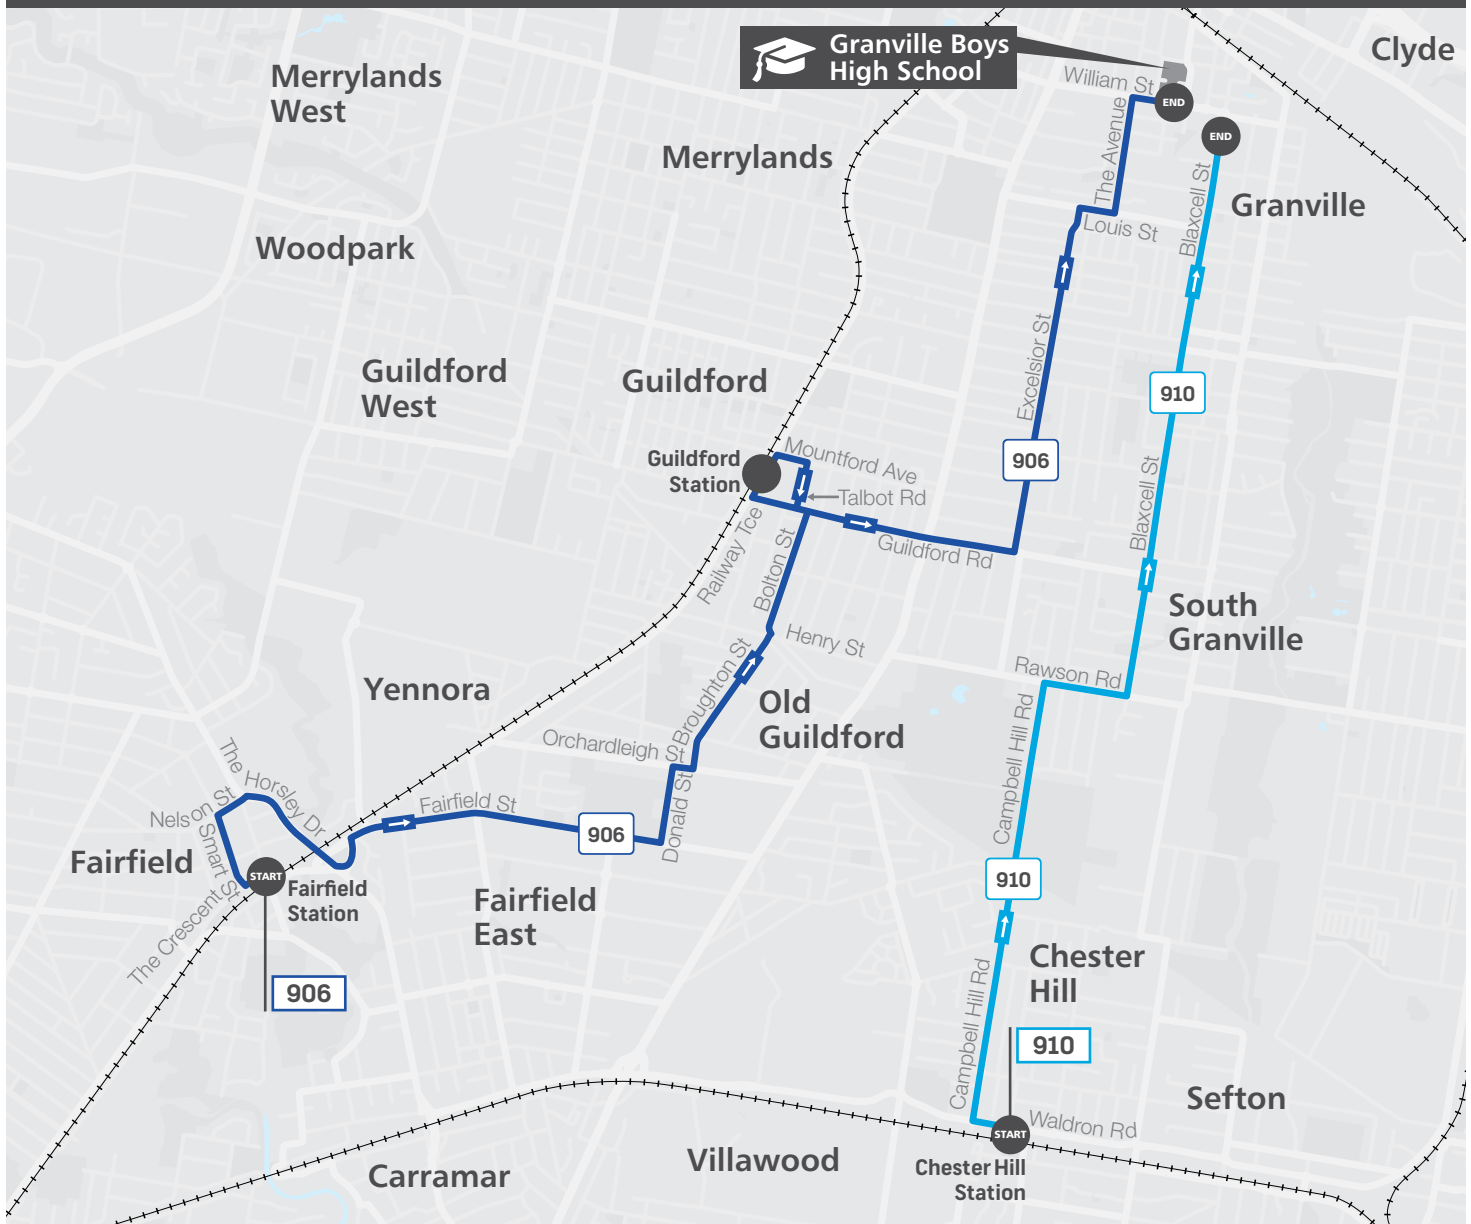 Granville Boys
High School
Clyde
Merrylands
West
William St
END
END
Merrylands
The Avenue
Blaxcell St
Granville
Louis St
Woodpark
Excelsior St
Guildford
West
Guildford
910
Guildford
Station
Mountford Ave
906
Talbot Rd
Railway Tce
Bolton St
Guildford Rd
Blaxcell St
South
Granville
Henry St
Broughton St
Rawson Rd
Yennora
Old
Guildford
Campbell Hill Rd
Orchardleigh St
The Horsley Dr
Nelson St
Smart St
Fairfield St
906
Donald St
Fairfield
START
Fairfield
Station
The Crescent
910
Fairfield
East
906
Chester
Hill
Campbell Hill Rd
910
Sefton
Waldron Rd
START
Villawood
Chester Hill
Station
Carramar